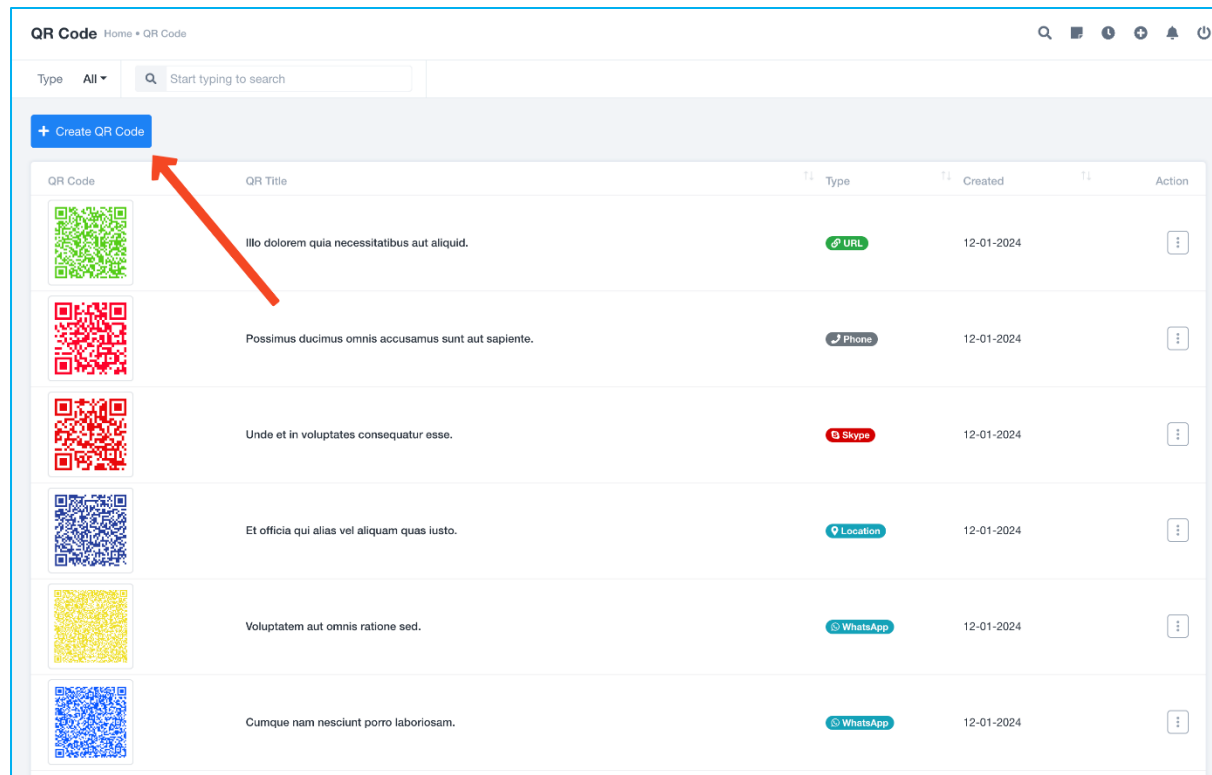 QR Code Home • QR Code
Type All Start typing to search
+ Create QR Code
QR Code QR Title Type Created Action
Illo dolorem quia necessitatibus aut aliquid. URL 12-01-2024
Possimus ducimus omnis accusamus sunt aut sapiente. Phone 12-01-2024
Unde et in voluptates consequatur esse. Skype 12-01-2024
Et officia qui alias vel aliquam quas iusto. Location 12-01-2024
Voluptatem aut omnis ratione sed. WhatsApp 12-01-2024
Cumque nam nesciunt porro laboriosam. WhatsApp 12-01-2024